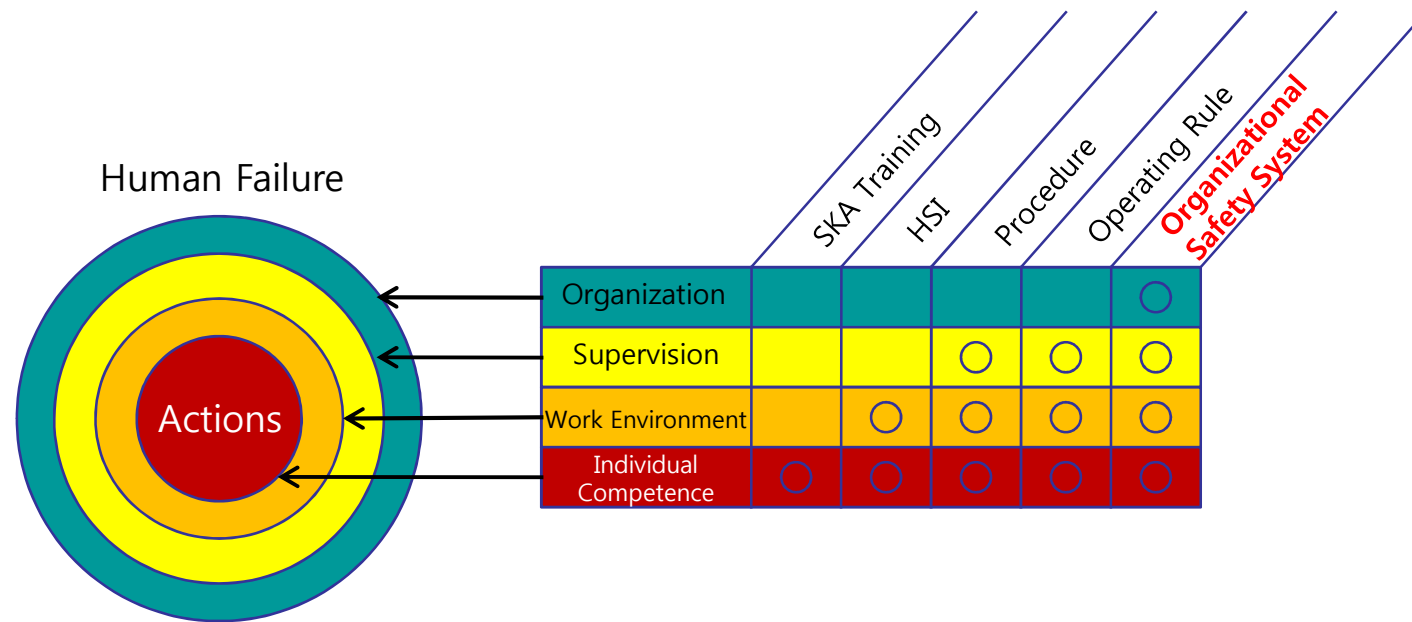 Human Failure
Actions
SKA Training
HSI
Procedure
Operating Rule
Organizational
Safety System
Organization
Supervision
Work Environment
Individual
Competence